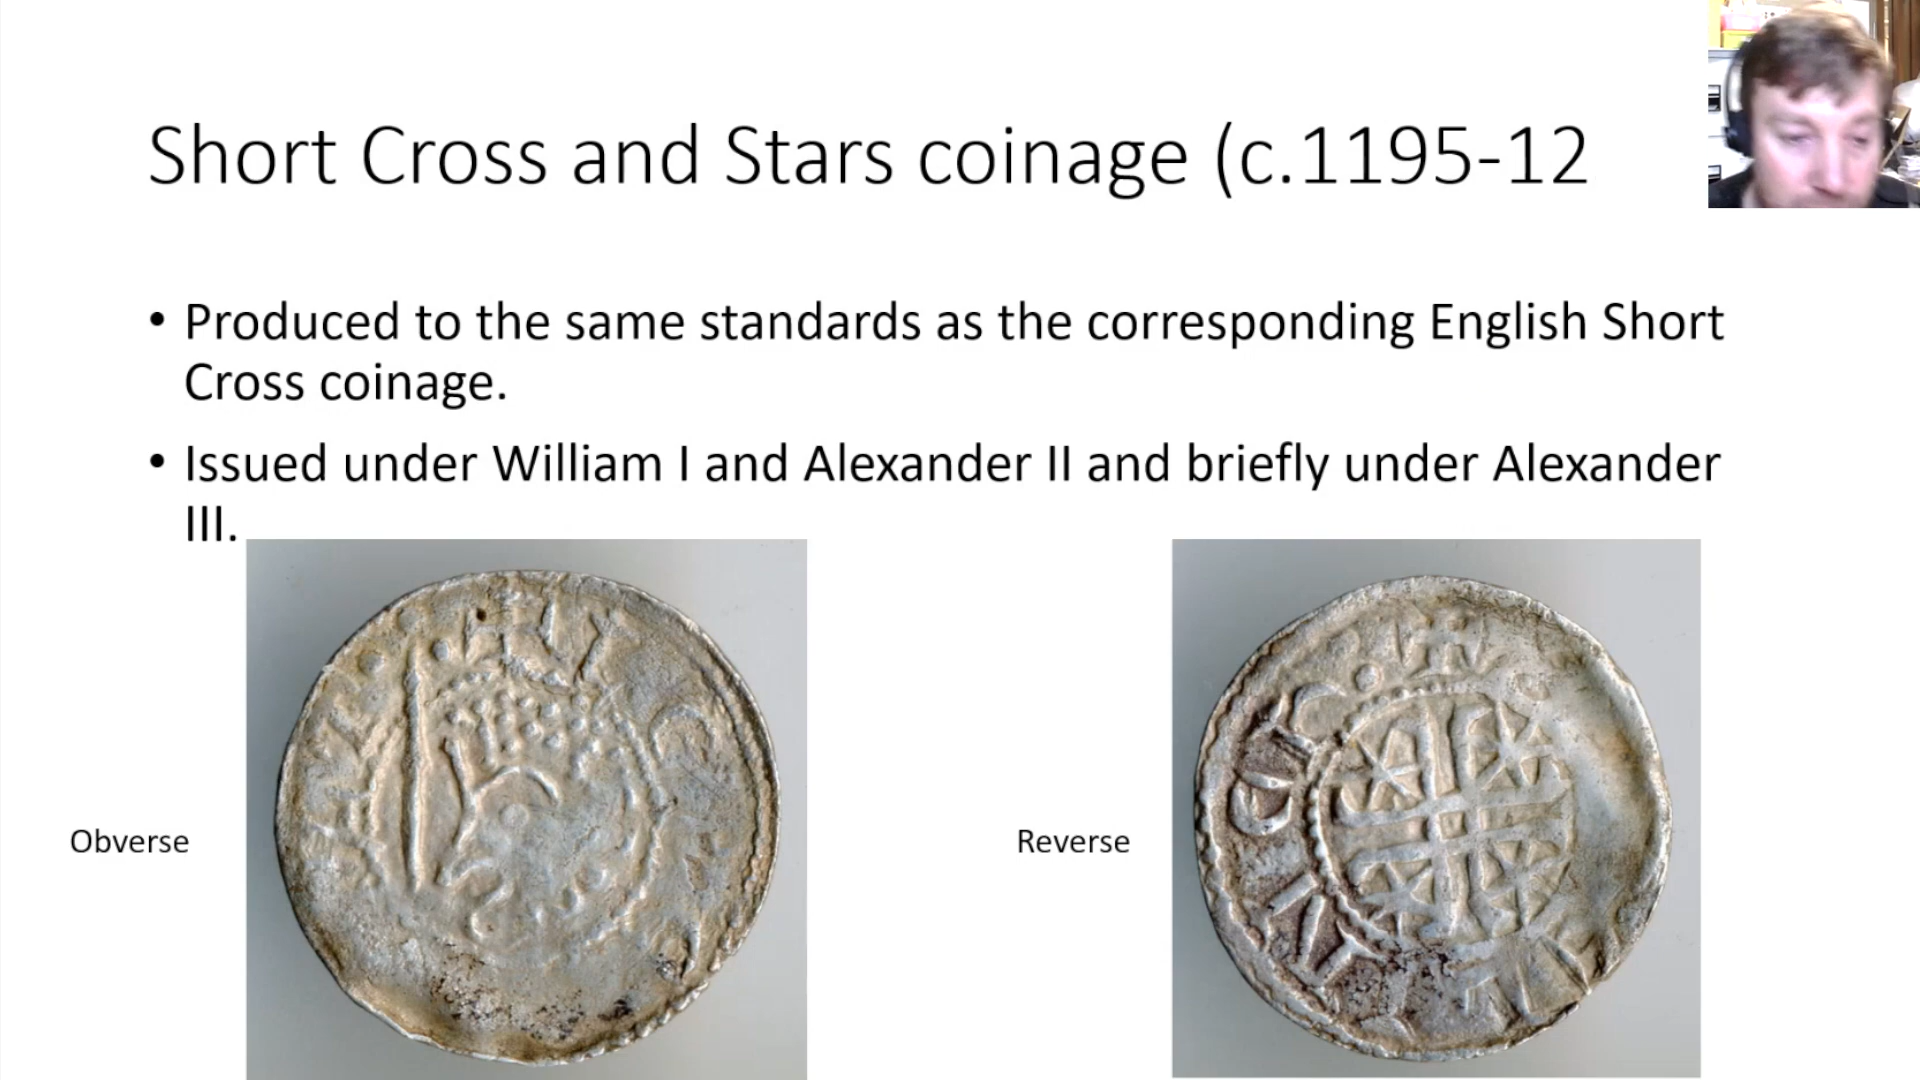 Short Cross and Stars coinage (c.1195-12
• Produced to the same standards as the corresponding English Short
Cross coinage.
• Issued under William I and Alexander II and briefly under Alexander
III.
Obverse
Reverse